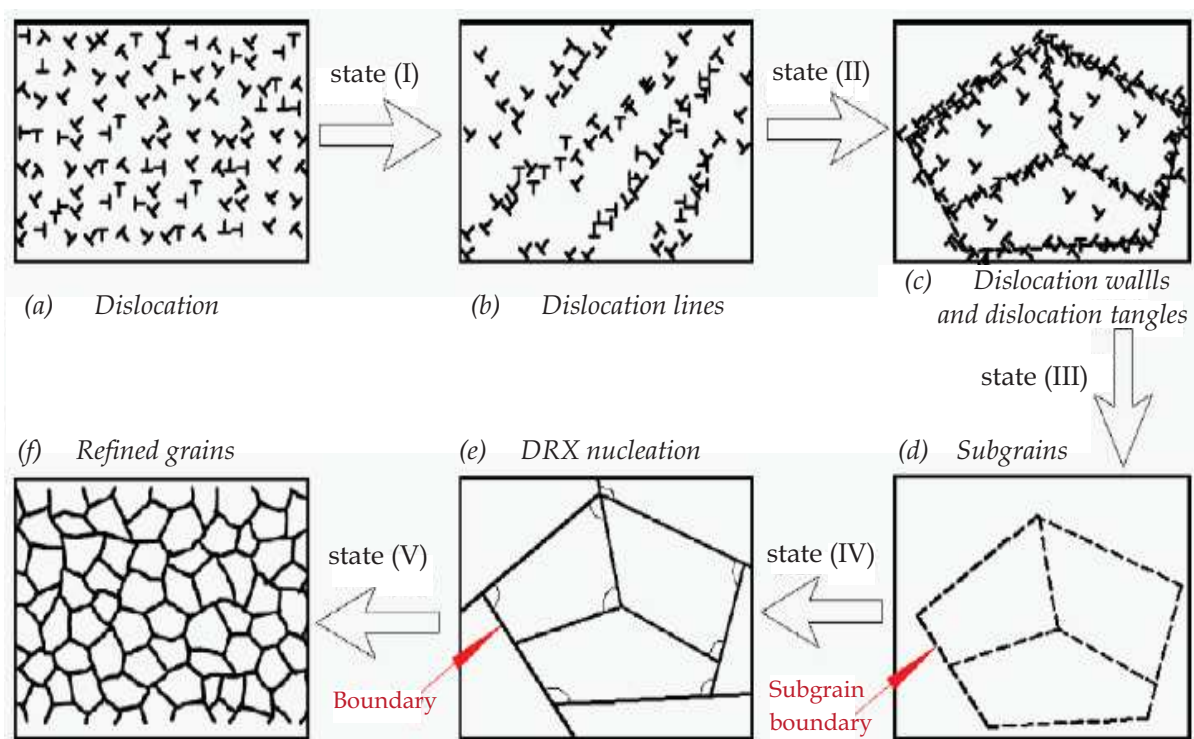 state (I)
state (II)
(a) Dislocation
(b) Dislocation lines
(c) Dislocation wallls
and dislocation tangles
state (III)
(f) Refined grains
(e) DRX nucleation
(d) Subgrains
state (V)
state (IV)
Boundary
Subgrain
boundary